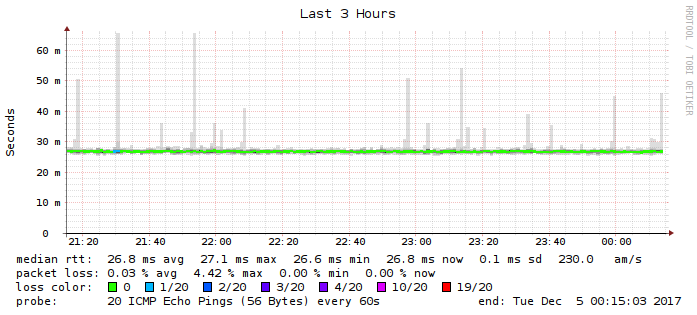 Last 3 Hours
RRDTOOL / TOBI OETIKER
Seconds
60 m
50 m
40 m
30 m
20 m
10 m
0
21:20 21:40 22:00 22:20 22:40 23:00 23:20 23:40 00:00
median rtt: 26.8 ms avg 27.1 ms max 26.6 ms min 26.8 ms now 0.1 ms sd 230.0 am/s
packet loss: 0.03 % avg 4.42 % max 0.00 % min 0.00 % now
loss color: 0 1/20 2/20 3/20 4/20 10/20 19/20
probe: 20 ICMP Echo Pings (56 Bytes) every 60s end: Tue Dec 5 00:15:03 2017